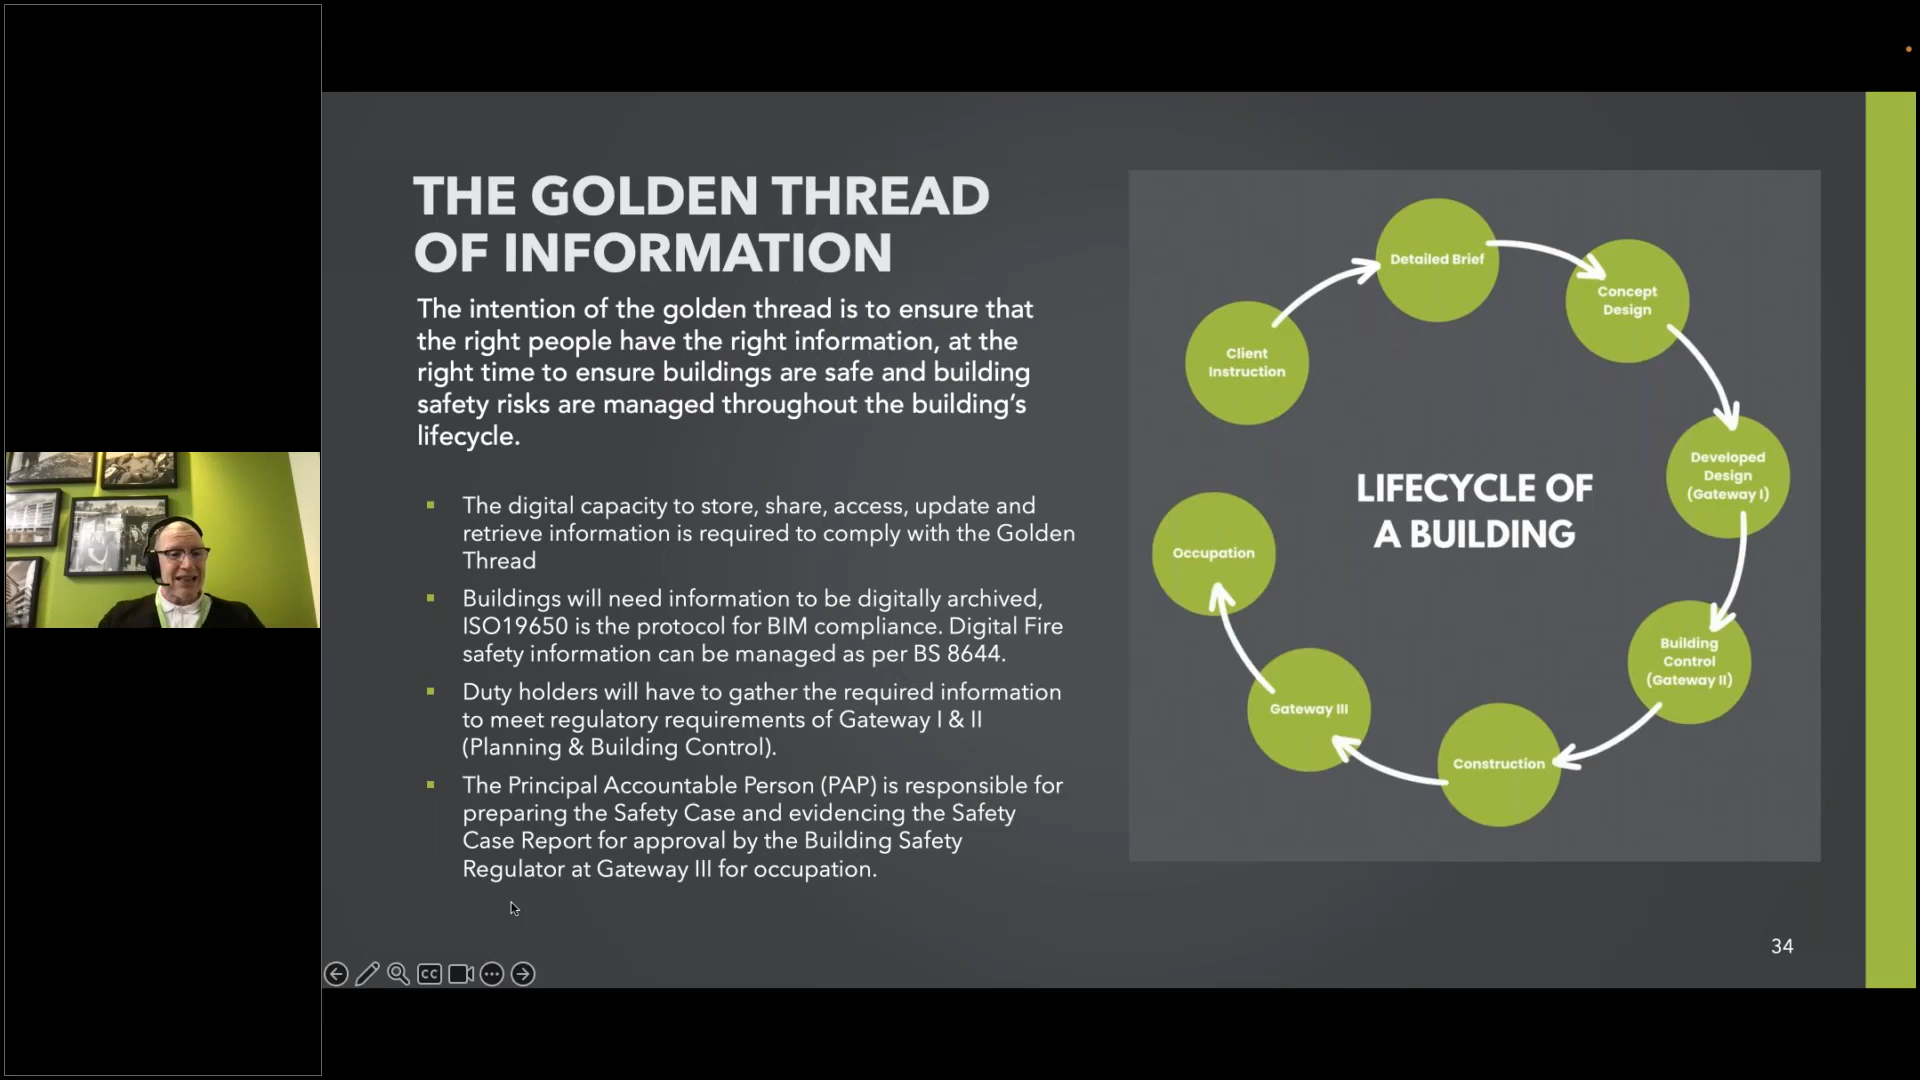 THE GOLDEN THREAD
OF INFORMATION
The intention of the golden thread is to ensure that
the right people have the right information, at the
right time to ensure buildings are safe and building
safety risks are managed throughout the building‘s
lifecycle.
The digital capacity to store, share, access, update and
retrieve information is required to comply with the Golden
Thread
Buildings will need information to be digitally archived,
ISO19650 is the protocol for BIM compliance. Digital Fire
safety information can be managed as per BS 8644.
Duty holders will have to gather the required information
to meet regulatory requirements of Gateway I & II
(Planning & Building Control).
The Principal Accountable Person (PAP) is responsible for
preparing the Safety Case and evidencing the Safety
Case Report for approval by the Building Safety
Regulator at Gateway III for occupation.
LIFECYCLE OF
A BUILDING
Client
Instruction
Detailed Brief
Concept
Design
Developed
Design
(Gateway I)
Building
Control
(Gateway II)
Construction
Gateway III
Occupation
34
CC